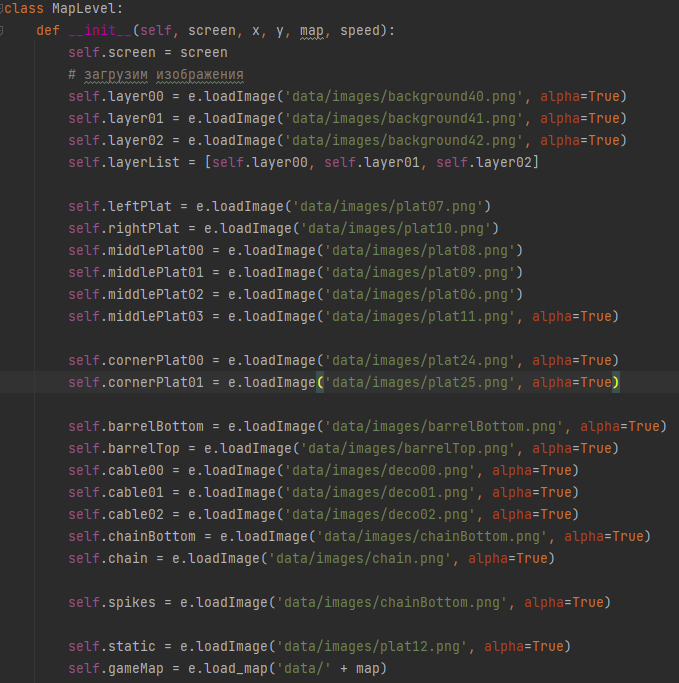 class MapLevel:
    def __init__(self, screen, x, y, map, speed):
        self.screen = screen
        # загрузим изображения
        self.layer00 = e.loadImage('data/images/background40.png', alpha=True)
        self.layer01 = e.loadImage('data/images/background41.png', alpha=True)
        self.layer02 = e.loadImage('data/images/background42.png', alpha=True)
        self.layerList = [self.layer00, self.layer01, self.layer02]

        self.leftPlat = e.loadImage('data/images/plat07.png')
        self.rightPlat = e.loadImage('data/images/plat10.png')
        self.middlePlat00 = e.loadImage('data/images/plat08.png')
        self.middlePlat01 = e.loadImage('data/images/plat09.png')
        self.middlePlat02 = e.loadImage('data/images/plat06.png')
        self.middlePlat03 = e.loadImage('data/images/plat11.png', alpha=True)

        self.cornerPlat00 = e.loadImage('data/images/plat24.png', alpha=True)
        self.cornerPlat01 = e.loadImage('data/images/plat25.png', alpha=True)

        self.barrelBottom = e.loadImage('data/images/barrelBottom.png', alpha=True)
        self.barrelTop = e.loadImage('data/images/barrelTop.png', alpha=True)
        self.cable00 = e.loadImage('data/images/deco00.png', alpha=True)
        self.cable01 = e.loadImage('data/images/deco01.png', alpha=True)
        self.cable02 = e.loadImage('data/images/deco02.png', alpha=True)
        self.chainBottom = e.loadImage('data/images/chainBottom.png', alpha=True)
        self.chain = e.loadImage('data/images/chain.png', alpha=True)

        self.spikes = e.loadImage('data/images/chainBottom.png', alpha=True)

        self.static = e.loadImage('data/images/plat12.png', alpha=True)
        self.gameMap = e.load_map('data/' + map)